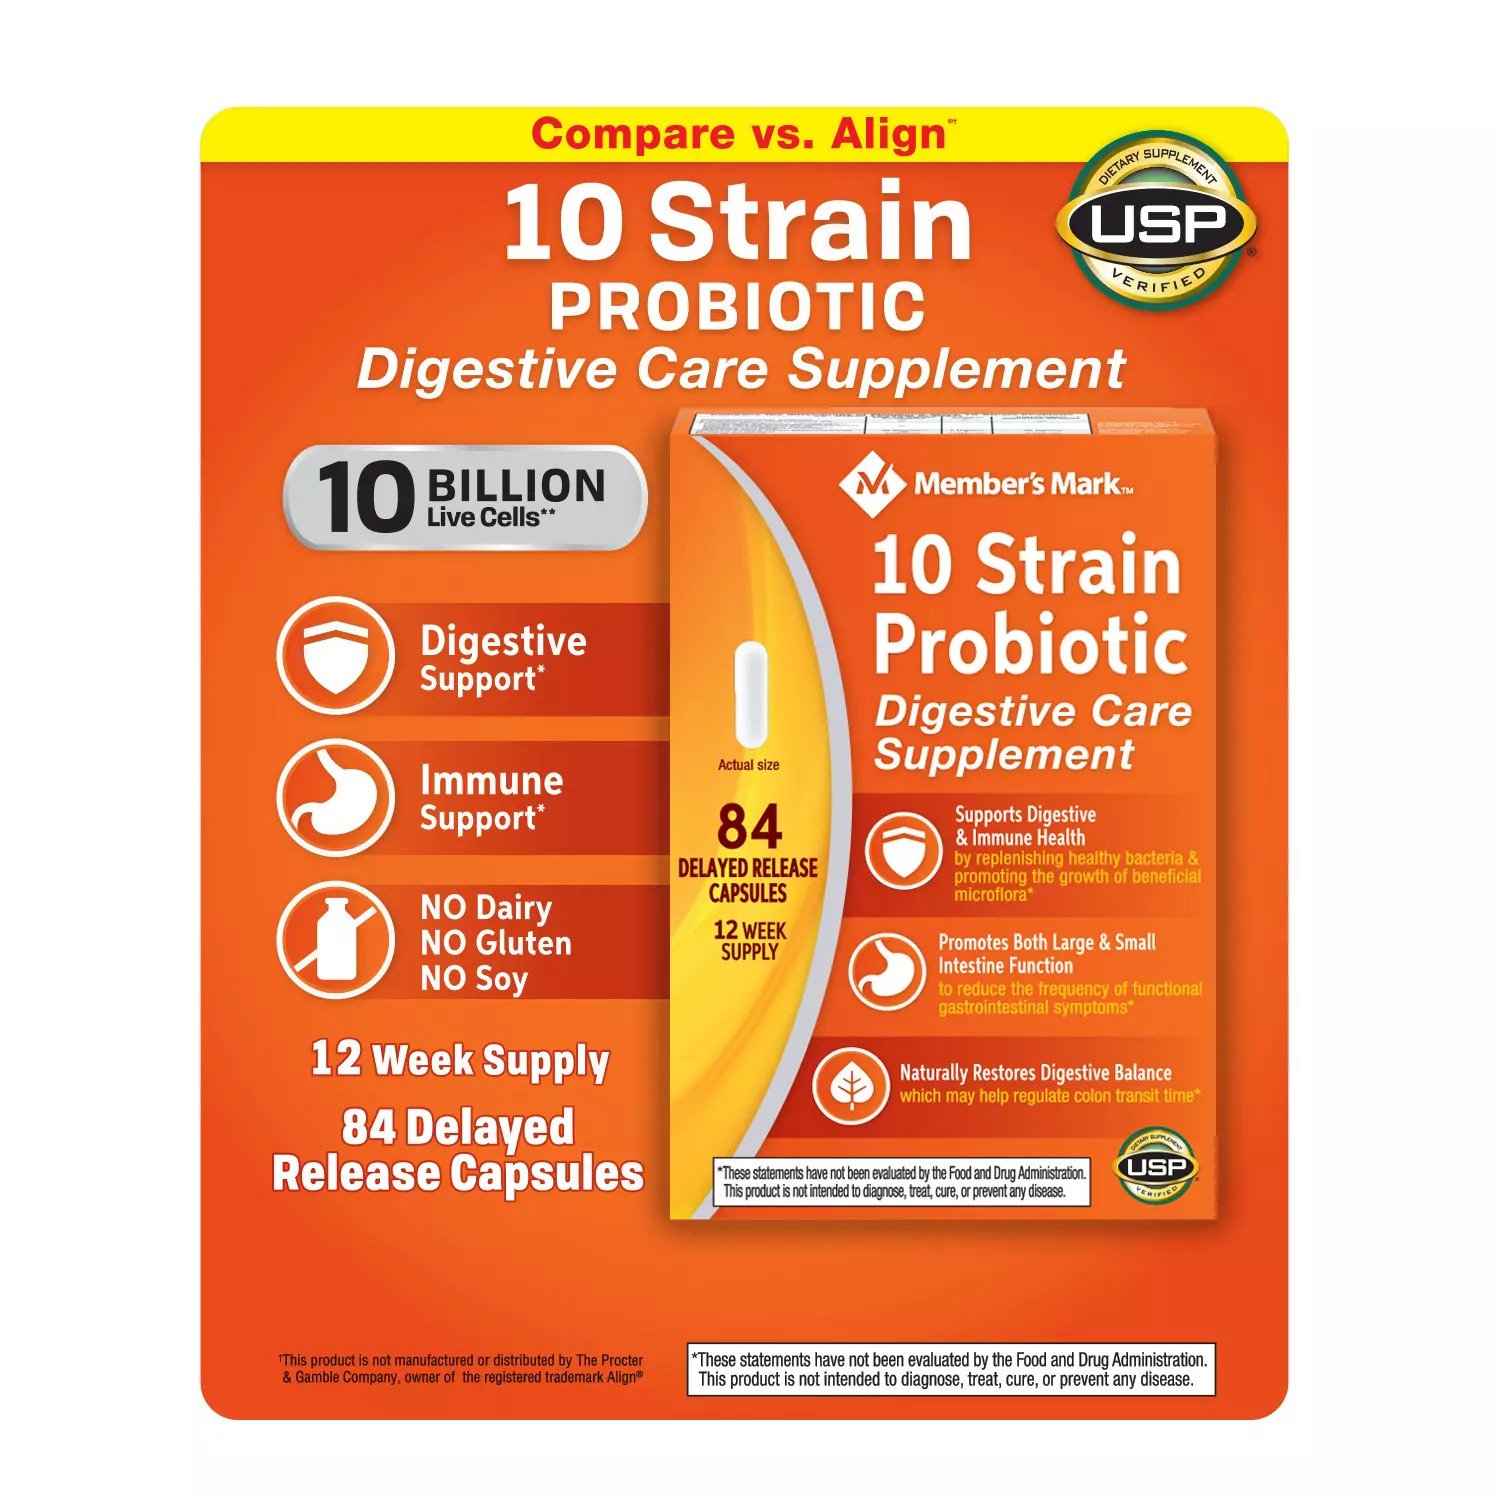 Compare vs. Align®†
DIETARY SUPPLEMENT
USP
VERIFIED
®
10 Strain
PROBIOTIC
Digestive Care Supplement
10 BILLION
Live Cells**
Digestive
Support*
Immune
Support*
NO Dairy
NO Gluten
NO Soy
12 Week Supply
84 Delayed
Release Capsules
Member's Mark™
10 Strain
Probiotic
Digestive Care
Supplement
Actual size
84
DELAYED RELEASE
CAPSULES
12 WEEK
SUPPLY
Supports Digestive
& Immune Health
by replenishing healthy bacteria &
promoting the growth of beneficial
microflora*
Promotes Both Large & Small
Intestine Function
to reduce the frequency of functional
gastrointestinal symptoms*
Naturally Restores Digestive Balance
which may help regulate colon transit time*
*These statements have not been evaluated by the Food and Drug Administration.
This product is not intended to diagnose, treat, cure, or prevent any disease.
DIETARY SUPPLEMENT
USP
VERIFIED
®
†This product is not manufactured or distributed by The Procter
& Gamble Company, owner of the registered trademark Align®
*These statements have not been evaluated by the Food and Drug Administration.
This product is not intended to diagnose, treat, cure, or prevent any disease.